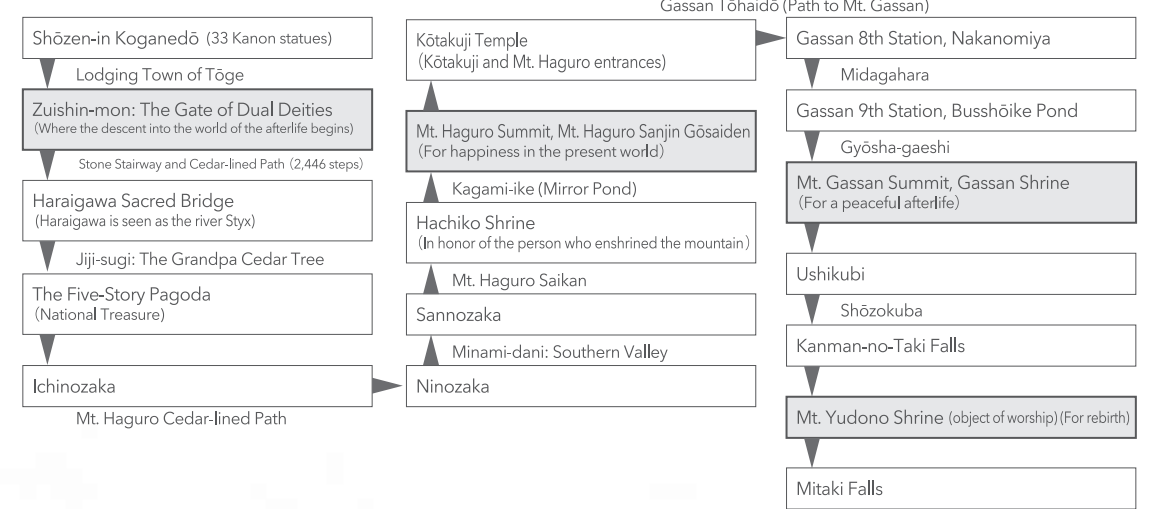 Shōzen-in Koganedō (33 Kanon statues)
Lodging Town of Tōge
Zuishin-mon: The Gate of Dual Deities
(Where the descent into the world of the afterlife begins)
Stone Stairway and Cedar-lined Path (2,446 steps)
Haraigawa Sacred Bridge
(Haraigawa is seen as the river Styx)
Jiji-sugi: The Grandpa Cedar Tree
The Five-Story Pagoda
(National Treasure)
Ichinozaka
Mt. Haguro Cedar-lined Path
Ninozaka
Minami-dani: Southern Valley
Sannozaka
Mt. Haguro Saikan
Hachiko Shrine
(In honor of the person who enshrined the mountain)
Kagami-ike (Mirror Pond)
Mt. Haguro Summit, Mt. Haguro Sanjin Gōsaiden
(For happiness in the present world)
Kōtakuji Temple
(Kōtakuji and Mt. Haguro entrances)
Gassan Tōhaidō (Path to Mt. Gassan)
Gassan 8th Station, Nakanomiya
Midagahara
Gassan 9th Station, Busshōike Pond
Gyōsha-gaeshi
Mt. Gassan Summit, Gassan Shrine
(For a peaceful afterlife)
Ushikubi
Shōzokuba
Kanman-no-Taki Falls
Mt. Yudono Shrine (object of worship) (For rebirth)
Mitaki Falls